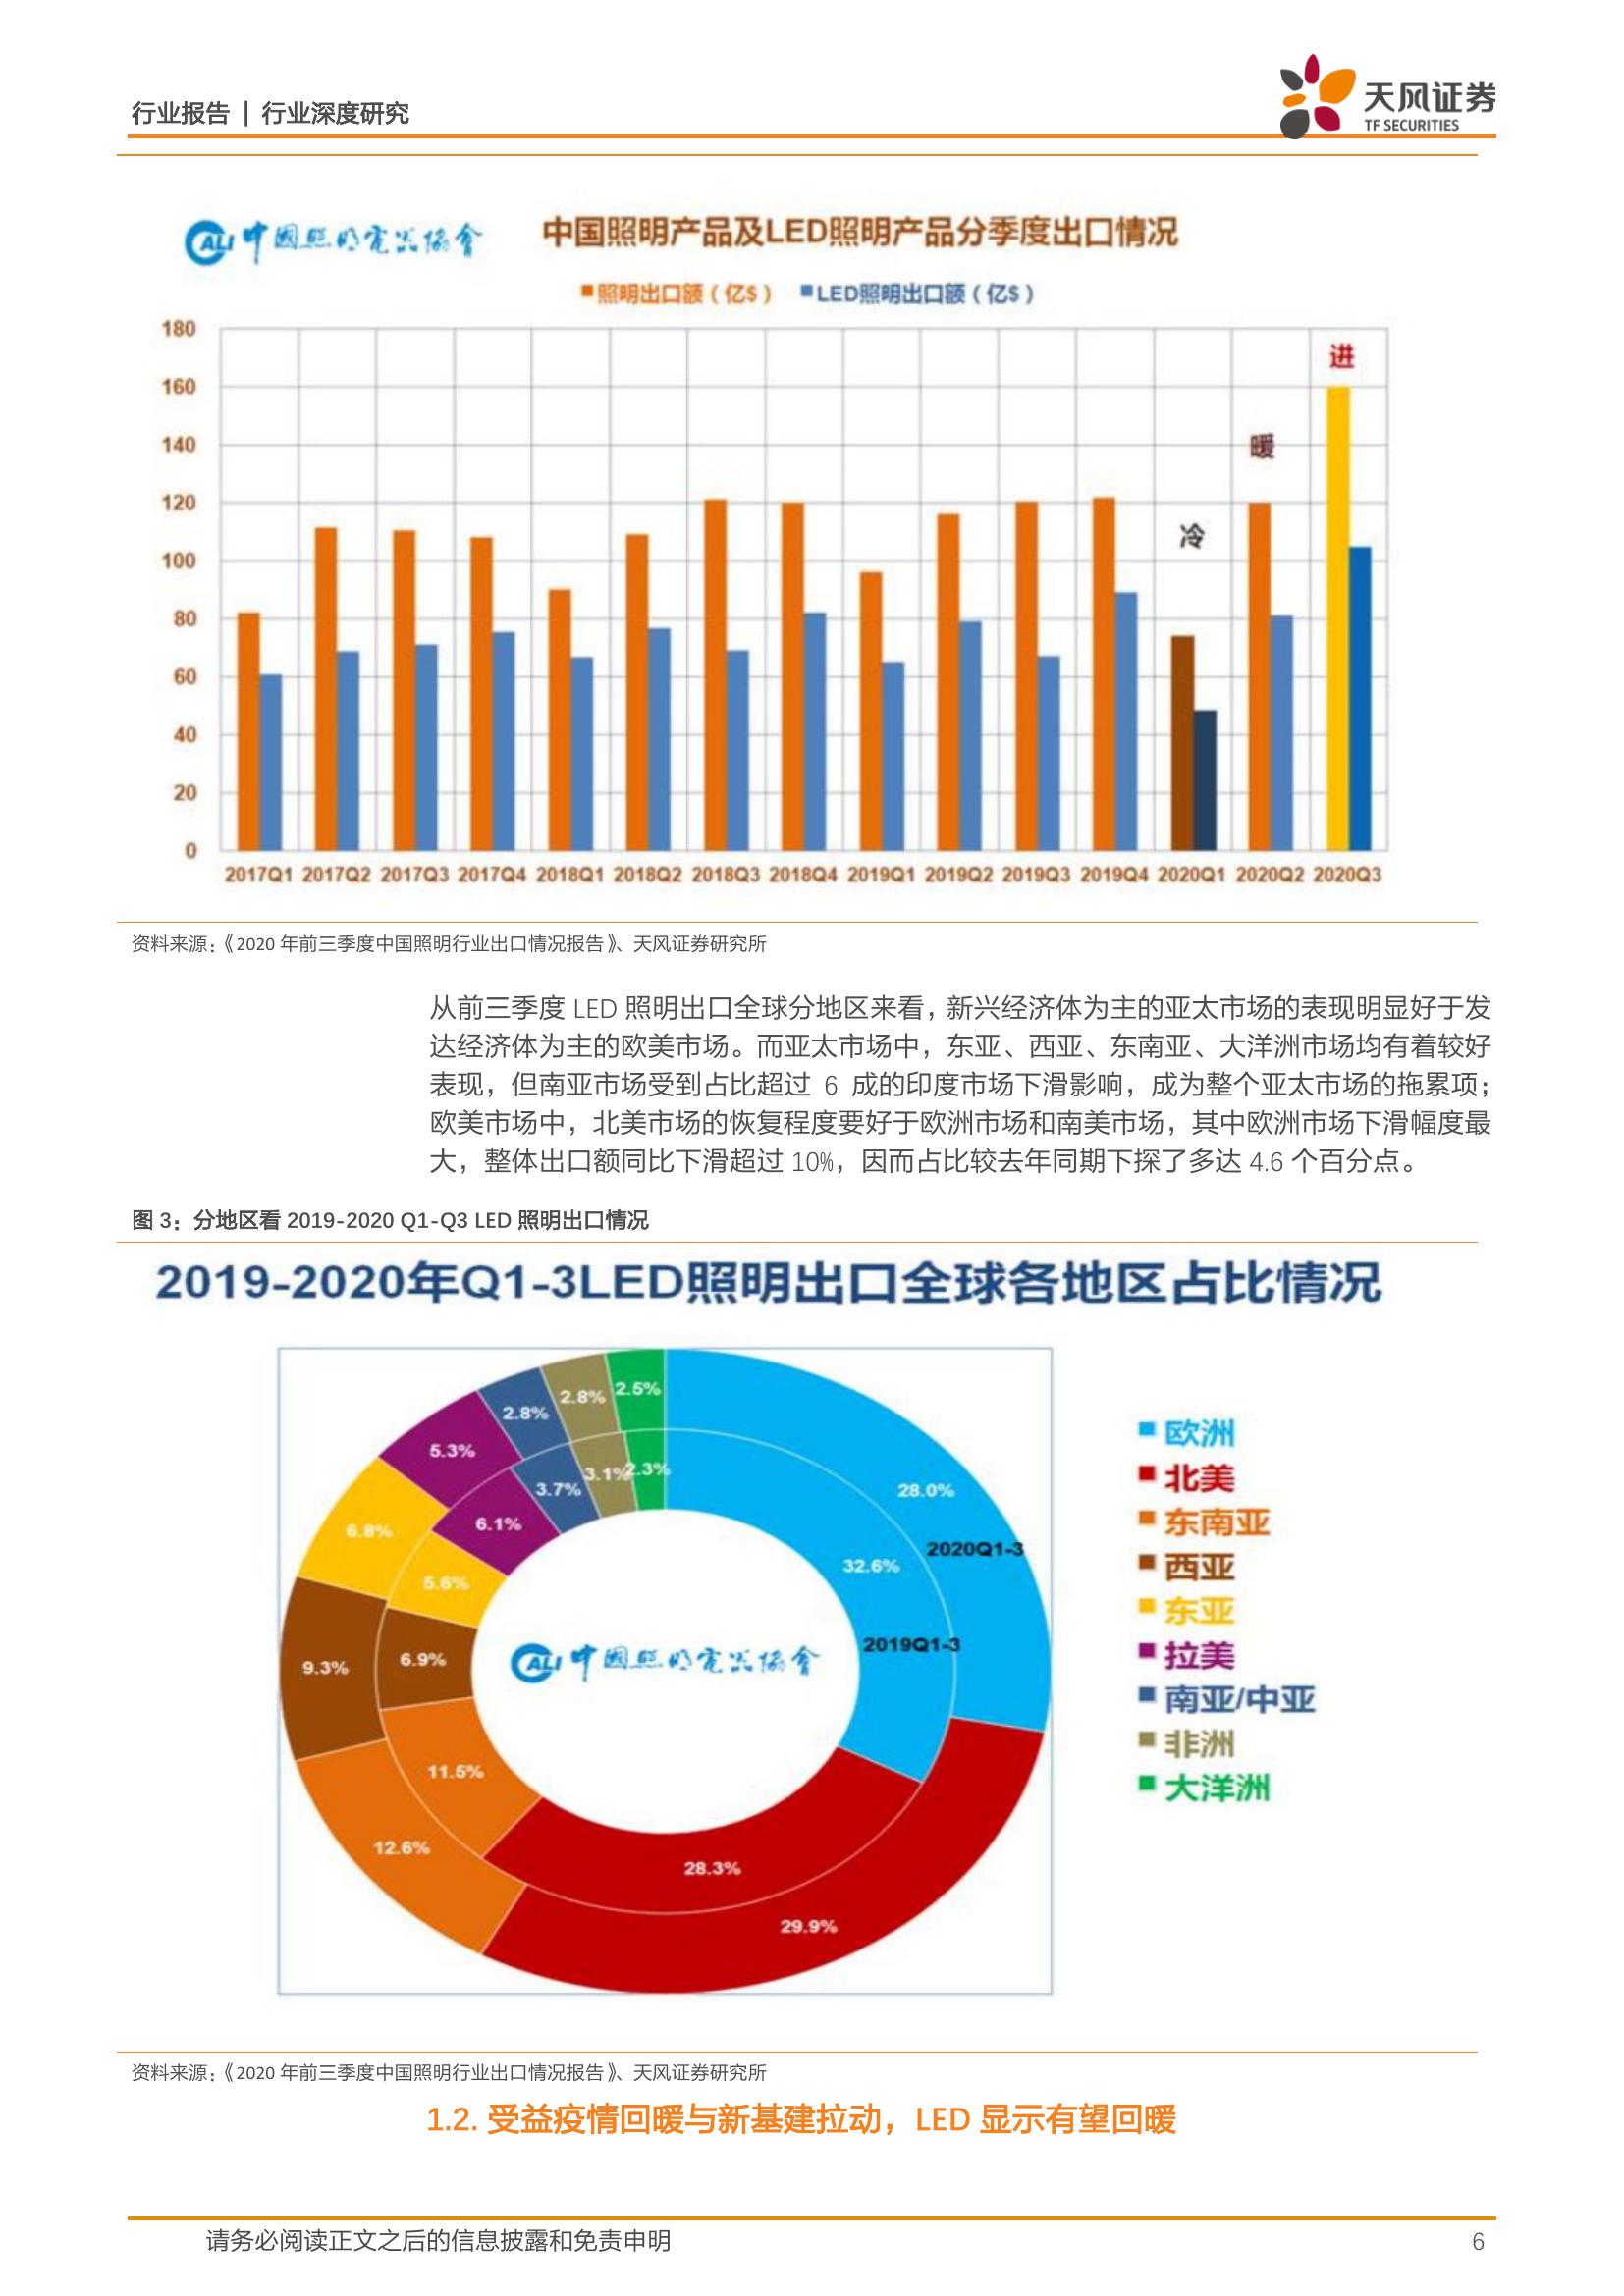 行业报告 | 行业深度研究
天风证券
TF SECURITIES
CALI 中國照明電器協會
中国照明产品及LED照明产品分季度出口情况
照明出口额（亿$） LED照明出口额（亿$）
180
160
140
120
100
80
60
40
20
0
进
暖
冷
2017Q1 2017Q2 2017Q3 2017Q4 2018Q1 2018Q2 2018Q3 2018Q4 2019Q1 2019Q2 2019Q3 2019Q4 2020Q1 2020Q2 2020Q3
资料来源：《2020 年前三季度中国照明行业出口情况报告》、天风证券研究所
从前三季度 LED 照明出口全球分地区来看，新兴经济体为主的亚太市场的表现明显好于发
达经济体为主的欧美市场。而亚太市场中，东亚、西亚、东南亚、大洋洲市场均有着较好
表现，但南亚市场受到占比超过 6 成的印度市场下滑影响，成为整个亚太市场的拖累项；
欧美市场中，北美市场的恢复程度要好于欧洲市场和南美市场，其中欧洲市场下滑幅度最
大，整体出口额同比下滑超过 10%，因而占比较去年同期下探了多达 4.6 个百分点。
图 3：分地区看 2019-2020 Q1-Q3 LED 照明出口情况
2019-2020年Q1-3LED照明出口全球各地区占比情况
2.5%
2.8%
2.8%
5.3%
6.8%
9.3%
12.6%
29.9%
28.0%
2020Q1-3
2.3%
3.1%
3.7%
6.1%
5.6%
6.9%
11.5%
28.3%
32.6%
2019Q1-3
CALI 中國照明電器協會
欧洲
北美
东南亚
西亚
东亚
拉美
南亚/中亚
非洲
大洋洲
资料来源：《2020 年前三季度中国照明行业出口情况报告》、天风证券研究所
1.2. 受益疫情回暖与新基建拉动，LED 显示有望回暖
请务必阅读正文之后的信息披露和免责申明
6